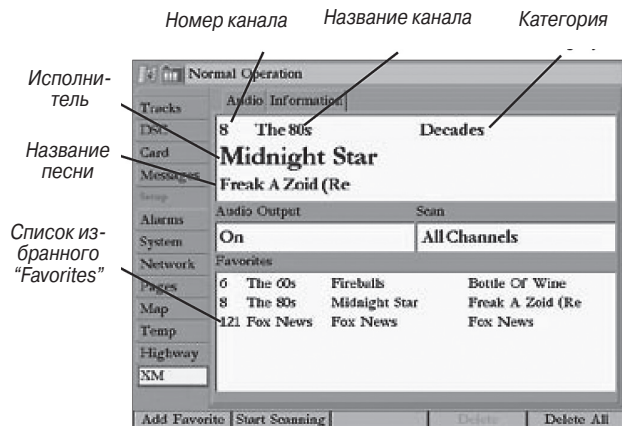 Номер канала
Название канала
Категория
Исполни-
тель
Название
песни
Список из-
бранного
“Favorites”
Normal Operation
Tracks
DSC
Card
Messages
Setup
Alarms
System
Network
Pages
Map
Temp
Highway
XM
Audio Information
8 The 80s Decades
Midnight Star
Freak A Zoid (Re
Audio Output Scan
On All Channels
Favorites
6 The 60s Fireballs Bottle Of Wine
8 The 80s Midnight Star Freak A Zoid (Re
121 Fox News Fox News Fox News
Add Favorite Start Scanning Delete Delete All